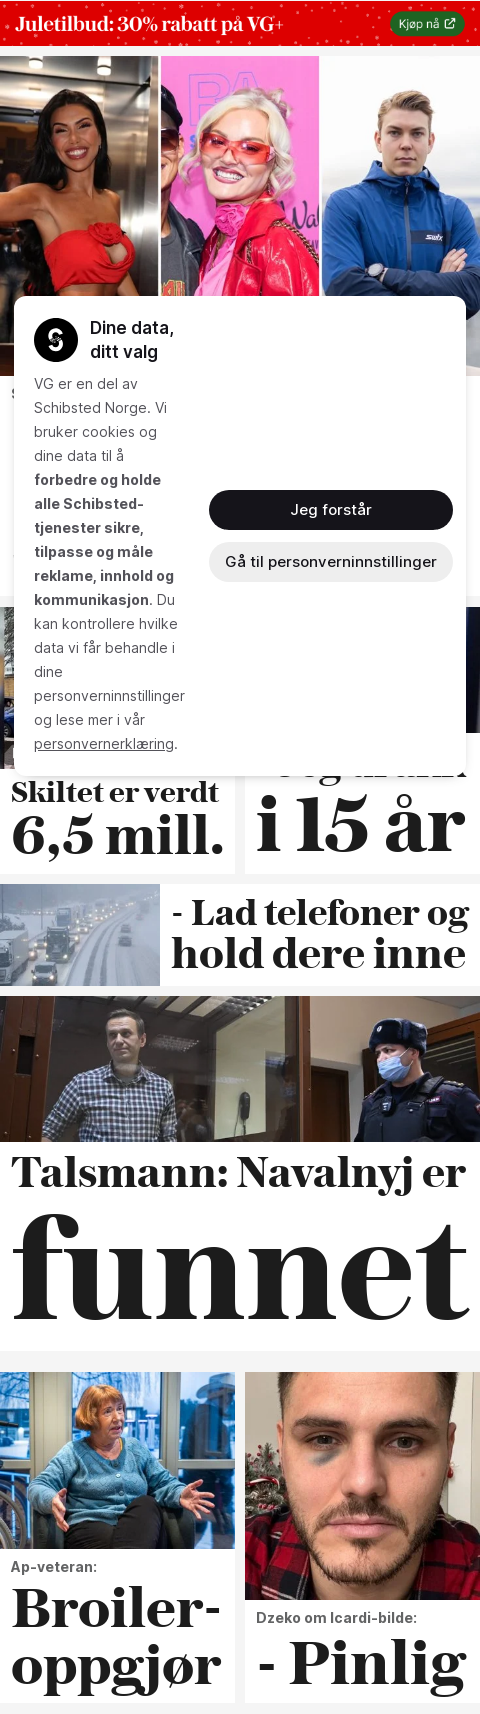 Juletilbud: 30% rabatt på VG+
Kjøp nå
Dine data,
ditt valg
VG er en del av
Schibsted Norge. Vi
bruker cookies og
dine data til å
forbedre og holde
alle Schibsted-
tjenester sikre,
tilpasse og måle
reklame, innhold og
kommunikasjon. Du
kan kontrollere hvilke
data vi får behandle i
dine
personverninnstillinger
og lese mer i vår
personvernerklæring.
Jeg forstår
Gå til personverninnstillinger
Skiltet er verdt
6,5 mill.
i 15 år
- Lad telefoner og
hold dere inne
Talsmann: Navalnyj er
funnet
Ap-veteran:
Broiler-
oppgjør
Dzeko om Icardi-bilde:
- Pinlig